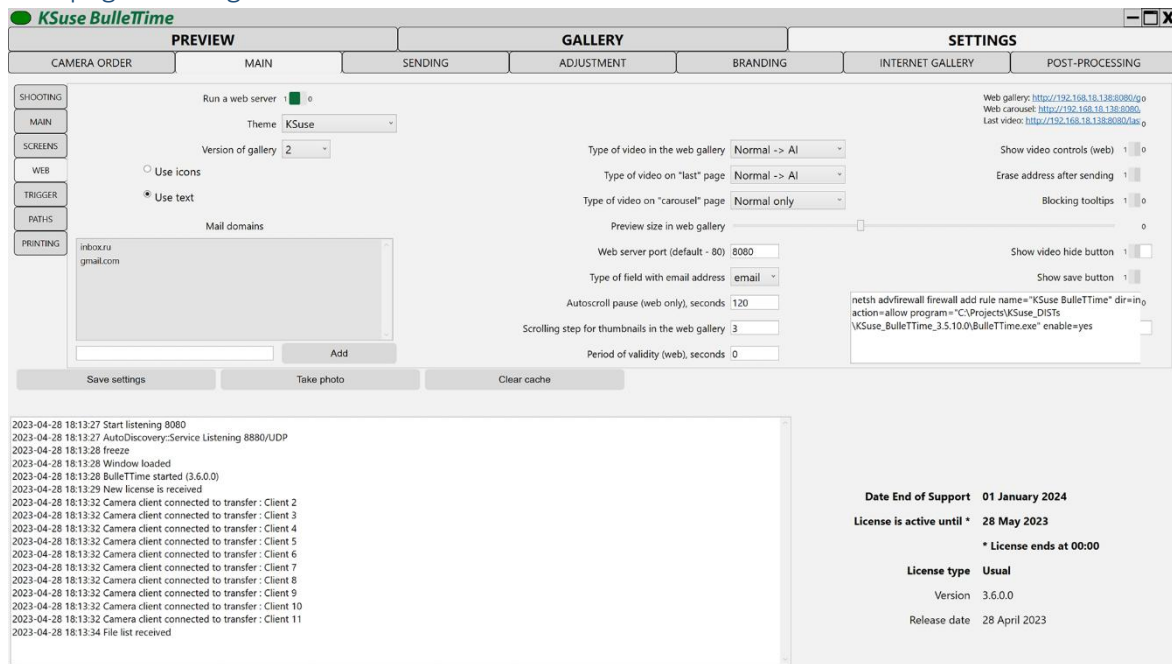 KSuse BulleTTime
PREVIEW GALLERY SETTINGS
CAMERA ORDER MAIN SENDING ADJUSTMENT BRANDING INTERNET GALLERY POST-PROCESSING
SHOOTING
MAIN
SCREENS
WEB
TRIGGER
PATHS
PRINTING
Run a web server 1 0
Theme KSuse
Version of gallery 2
Use icons
Use text
Mail domains
inbox.ru
gmail.com
Add
Type of video in the web gallery Normal -> AI
Type of video on "last" page Normal -> AI
Type of video on "carousel" page Normal only
Preview size in web gallery 0
Web server port (default - 80) 8080
Type of field with email address email
Autoscroll pause (web only), seconds 120
Scrolling step for thumbnails in the web gallery 3
Period of validity (web), seconds 0
Web gallery: http://192.168.18.138:8080/g
Web carousel: http://192.168.18.138:8080/
Last video: http://192.168.18.138:8080/las
Show video controls (web) 1 0
Erase address after sending 1
Blocking tooltips 1 0
Show video hide button 1
Show save button 1
netsh advfirewall firewall add rule name="KSuse BulleTTime" dir=in
action=allow program="C:\Projects\KSuse_DISTs
\KSuse_BulleTTime_3.5.10.0\BulleTTime.exe" enable=yes
Save settings Take photo Clear cache
2023-04-28 18:13:27 Start listening 8080
2023-04-28 18:13:27 AutoDiscovery::Service Listening 8880/UDP
2023-04-28 18:13:28 freeze
2023-04-28 18:13:28 Window loaded
2023-04-28 18:13:28 BulleTTime started (3.6.0.0)
2023-04-28 18:13:29 New license is received
2023-04-28 18:13:32 Camera client connected to transfer : Client 2
2023-04-28 18:13:32 Camera client connected to transfer : Client 3
2023-04-28 18:13:32 Camera client connected to transfer : Client 4
2023-04-28 18:13:32 Camera client connected to transfer : Client 5
2023-04-28 18:13:32 Camera client connected to transfer : Client 6
2023-04-28 18:13:32 Camera client connected to transfer : Client 7
2023-04-28 18:13:32 Camera client connected to transfer : Client 8
2023-04-28 18:13:32 Camera client connected to transfer : Client 9
2023-04-28 18:13:32 Camera client connected to transfer : Client 10
2023-04-28 18:13:32 Camera client connected to transfer : Client 11
2023-04-28 18:13:34 File list received
Date End of Support 01 January 2024
License is active until * 28 May 2023
* License ends at 00:00
License type Usual
Version 3.6.0.0
Release date 28 April 2023